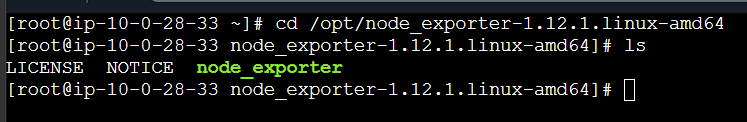 [root@ip-10-0-28-33 ~]# cd /opt/node_exporter-1.12.1.linux-amd64
[root@ip-10-0-28-33 node_exporter-1.12.1.linux-amd64]# ls
LICENSE  NOTICE  node_exporter
[root@ip-10-0-28-33 node_exporter-1.12.1.linux-amd64]#